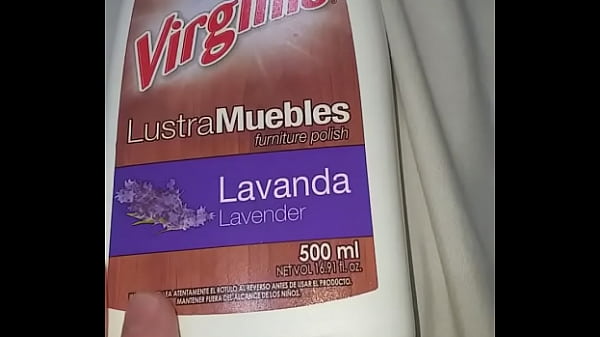 LustraMuebles
furniture polish
Lavanda
Lavender
500 ml
NET VOL 16.91 fl. oz.
ATENTAMENTE EL ROTULO AL REVERSO ANTES DE USAR EL PRODUCTO.
MANTENER FUERA DEL ALCANCE DE LOS NIÑOS.